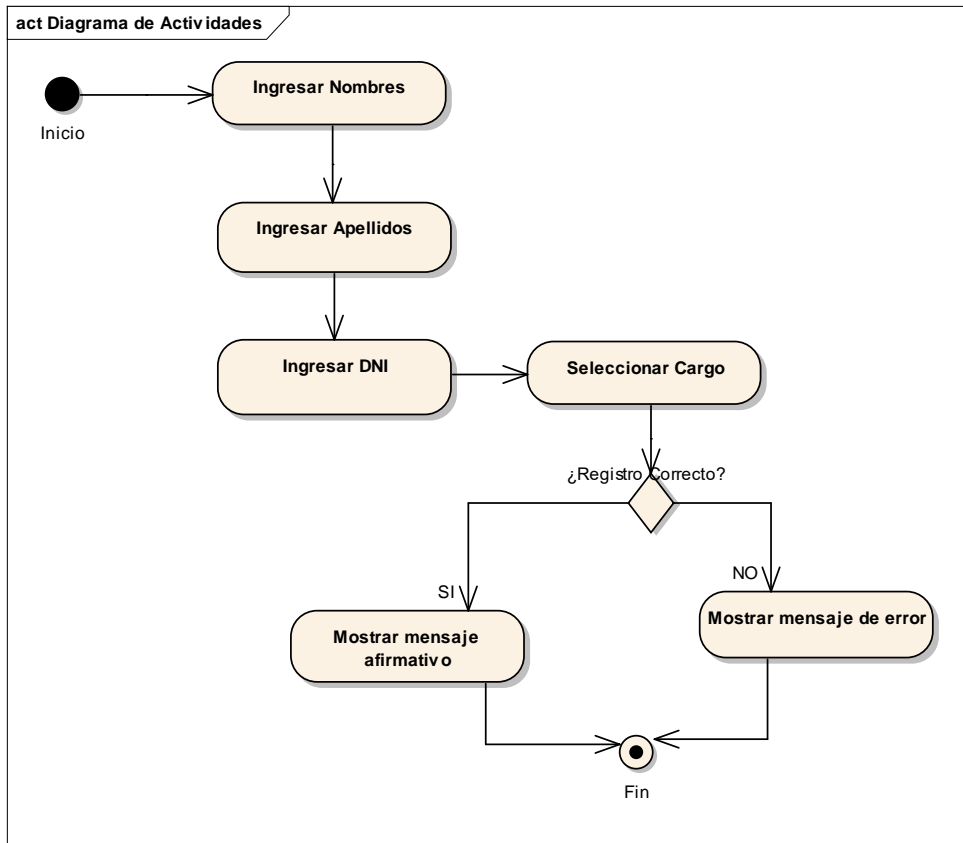 act Diagrama de Actividades
Ingresar Nombres
Inicio
Ingresar Apellidos
Ingresar DNI
Seleccionar Cargo
¿Registro Correcto?
SI
NO
Mostrar mensaje
afirmativo
Mostrar mensaje de error
Fin